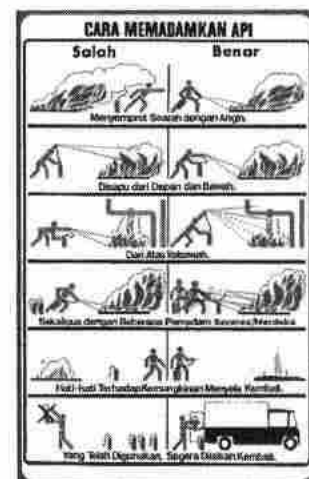 CARA MEMADAMKAN API
Salah Benar
Menyemprot Searah dengan Angin.
Disapu dari Depan dan Bawah.
Dari Atas
Sekaligus dengan Beberapa Pemadam
Hati-hati Terhadap Kemungkinan Menyala Kembali.
Yang Telah Digunakan, Segera Diisikan Kembali.